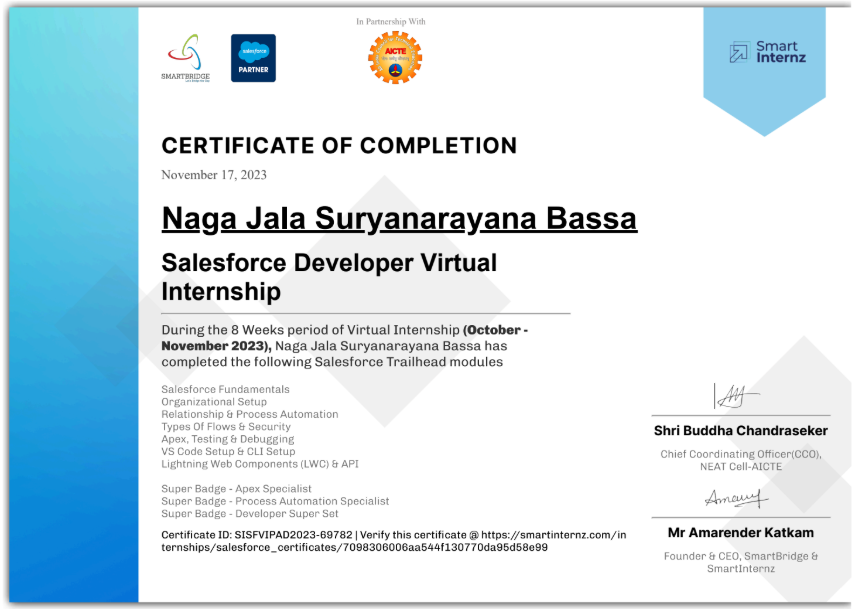 In Partnership With
SMARTBRIDGE
salesforce
PARTNER
AICTE
Smart
Internz
CERTIFICATE OF COMPLETION
November 17, 2023
Naga Jala Suryanarayana Bassa
Salesforce Developer Virtual
Internship
During the 8 Weeks period of Virtual Internship (October -
November 2023), Naga Jala Suryanarayana Bassa has
completed the following Salesforce Trailhead modules
Salesforce Fundamentals
Organizational Setup
Relationship & Process Automation
Types Of Flows & Security
Apex, Testing & Debugging
VS Code Setup & CLI Setup
Lightning Web Components (LWC) & API
Super Badge - Apex Specialist
Super Badge - Process Automation Specialist
Super Badge - Developer Super Set
Certificate ID: SISFVIPAD2023-69782 | Verify this certificate @ https://smartinternz.com/in
ternships/salesforce_certificates/7098306006aa544f130770da95d58e99
Shri Buddha Chandraseker
Chief Coordinating Officer(CCO),
NEAT Cell-AICTE
Mr Amarender Katkam
Founder & CEO, SmartBridge &
SmartInternz